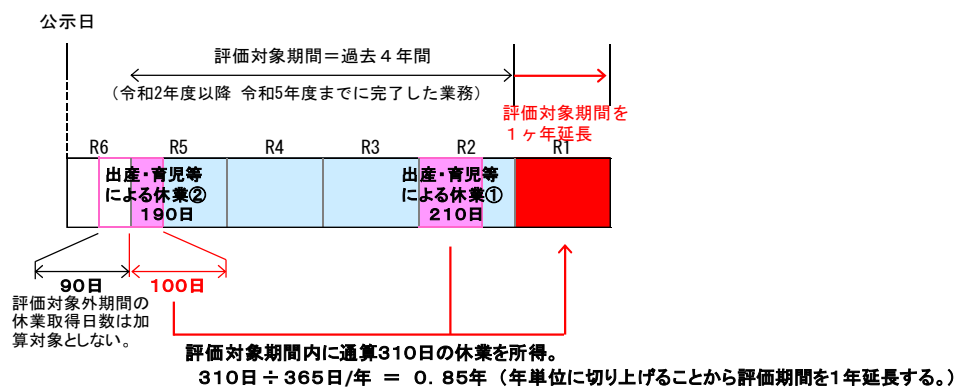 公示日
評価対象期間＝過去４年間
（令和2年度以降 令和5年度までに完了した業務）
評価対象期間を
１ヶ年延長
R6 R5 R4 R3 R2 R1
出産・育児等
による休業②
190日
出産・育児等
による休業①
210日
90日
100日
評価対象外期間の
休業取得日数は加
算対象としない。
評価対象期間内に通算310日の休業を所得。
310日÷365日/年 ＝ 0．85年 （年単位に切り上げることから評価期間を1年延長する。）